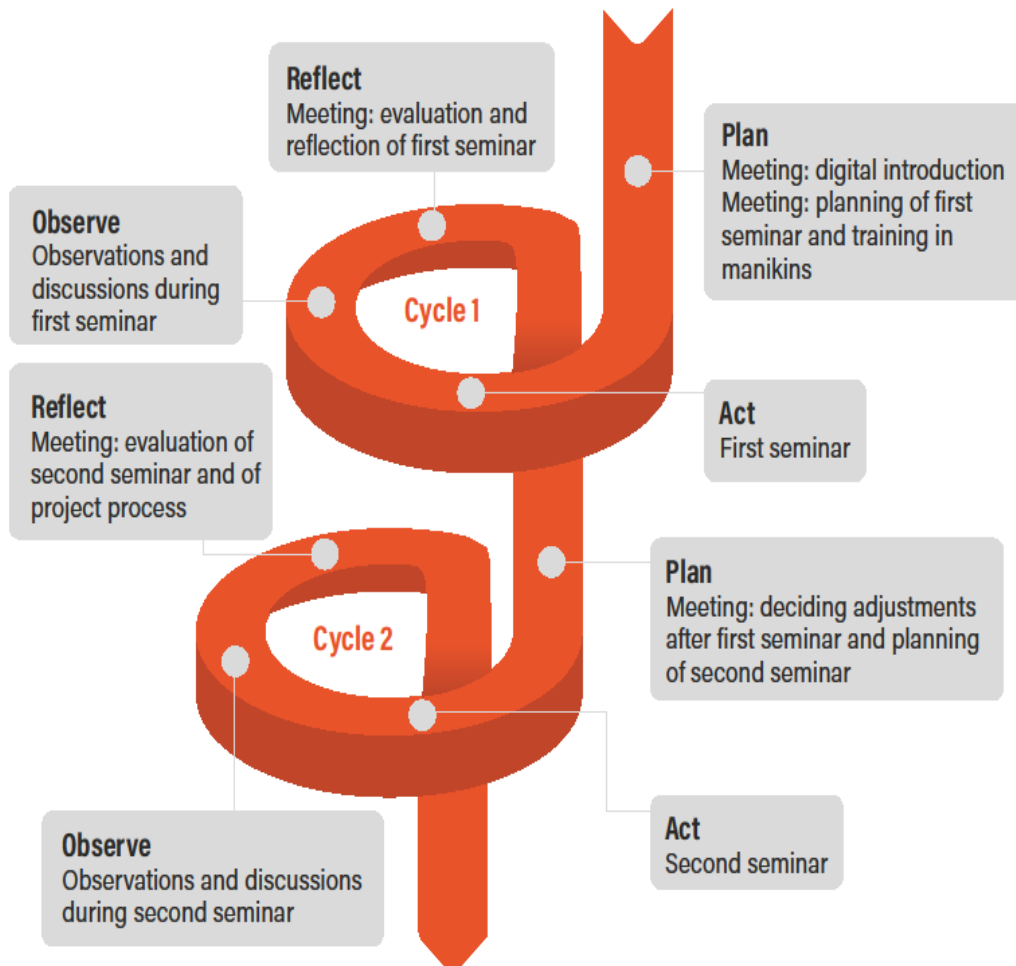 Reflect
Meeting: evaluation and
reflection of first seminar
Plan
Meeting: digital introduction
Meeting: planning of first
seminar and training in
manikins
Observe
Observations and
discussions during
first seminar
Cycle 1
Reflect
Meeting: evaluation of
second seminar and of
project process
Act
First seminar
Plan
Meeting: deciding adjustments
after first seminar and planning
of second seminar
Cycle 2
Observe
Observations and discussions
during second seminar
Act
Second seminar